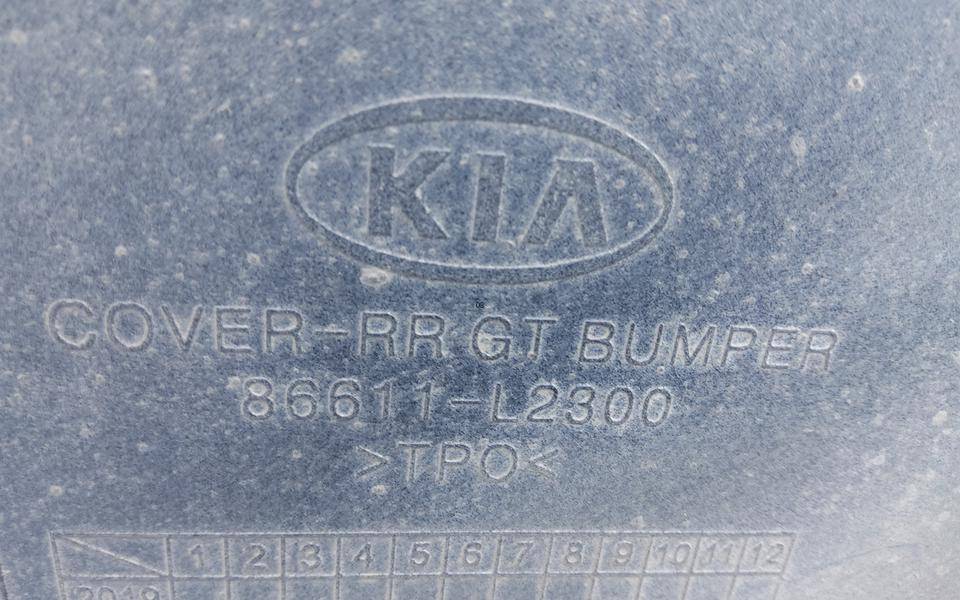 KIA
COVER-RR GT BUMPER
86611-L2300
>TPO<
1 2 3 4 5 6 7 8 9 10 11 12
2019